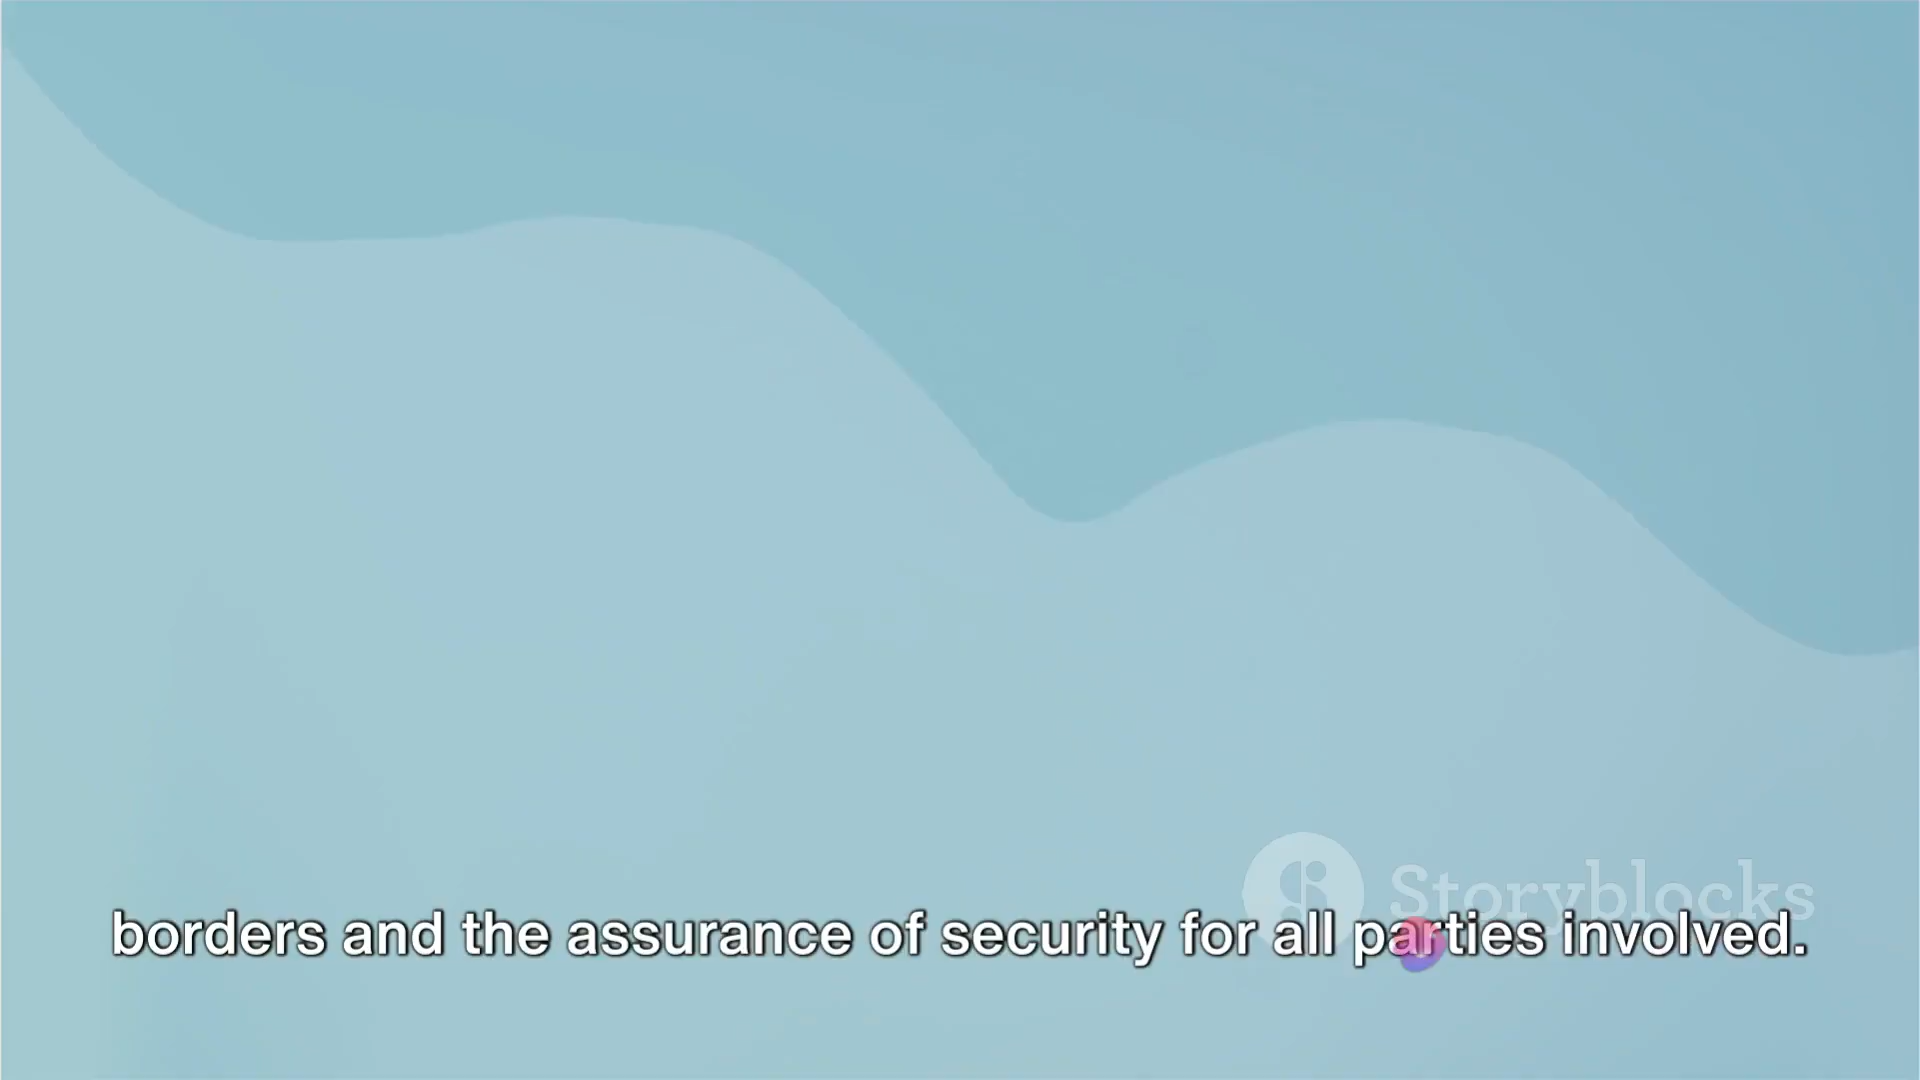 Storyblocks
borders and the assurance of security for all parties involved.